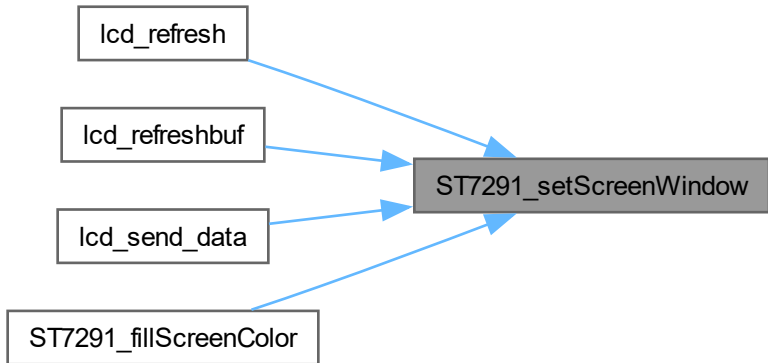 lcd_refresh
lcd_refreshbuf
ST7291_setScreenWindow
lcd_send_data
ST7291_fillScreenColor